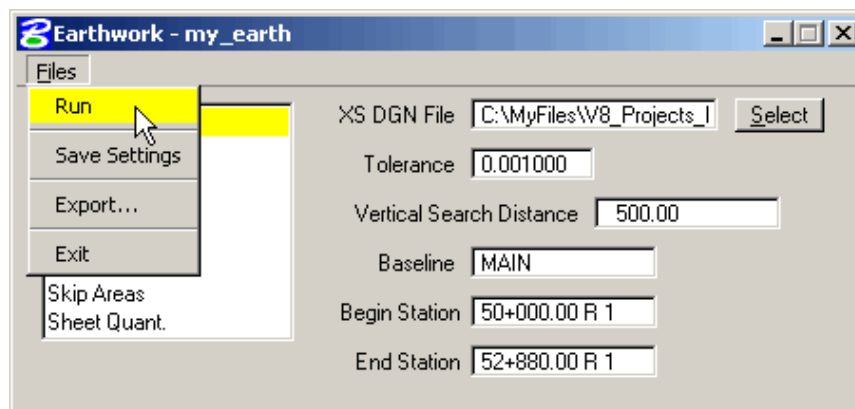 Earthwork - my_earth
Files
Run
Save Settings
Export...
Exit
Skip Areas
Sheet Quant.
XS DGN File C:\MyFiles\V8_Projects_ Select
Tolerance 0.001000
Vertical Search Distance 500.00
Baseline MAIN
Begin Station 50+000.00 R 1
End Station 52+880.00 R 1